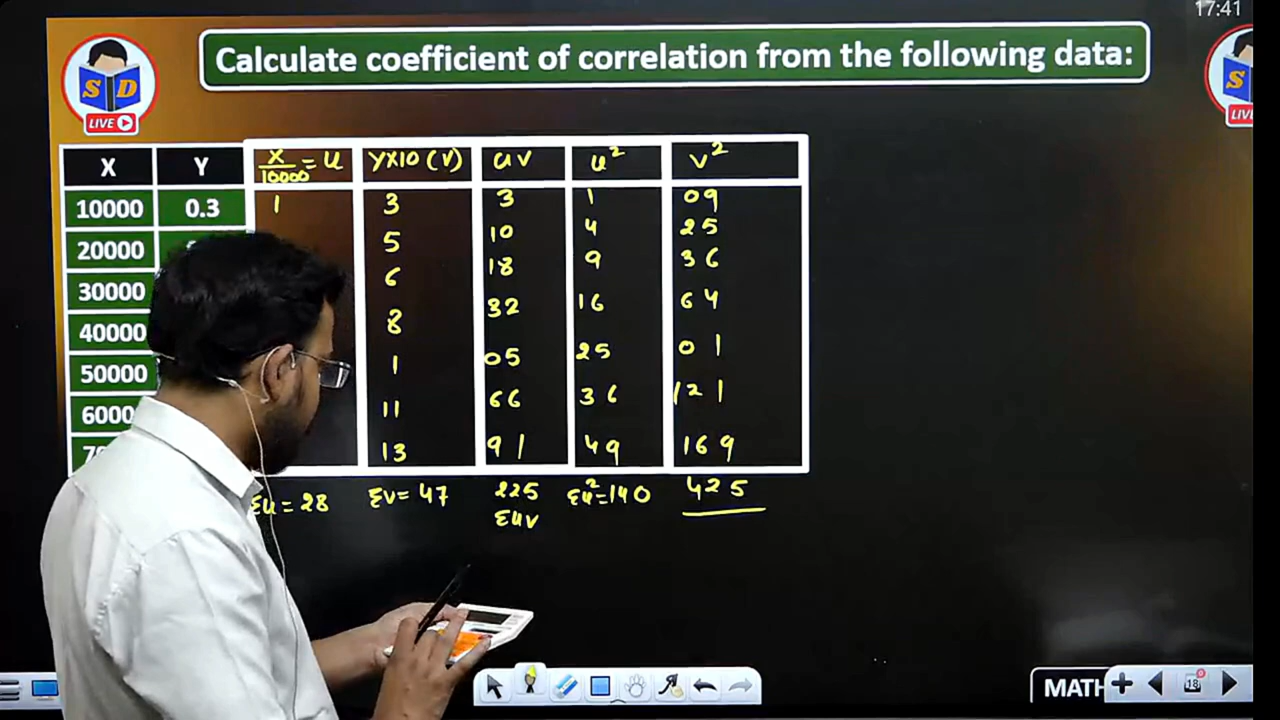 17:41
Calculate coefficient of correlation from the following data:
S D
LIVE
S
LIV
X Y X/10000 = u Y×10 (v) uv u² v²
10000 0.3 1 3 3 1 09
20000 5 10 4 25
30000 6 18 9 36
40000 8 32 16 64
50000 1 05 25 01
6000 11 66 36 121
13 91 49 169
Σu = 28 Σv = 47 225 Σu²=140 425
Σuv
MATH
18